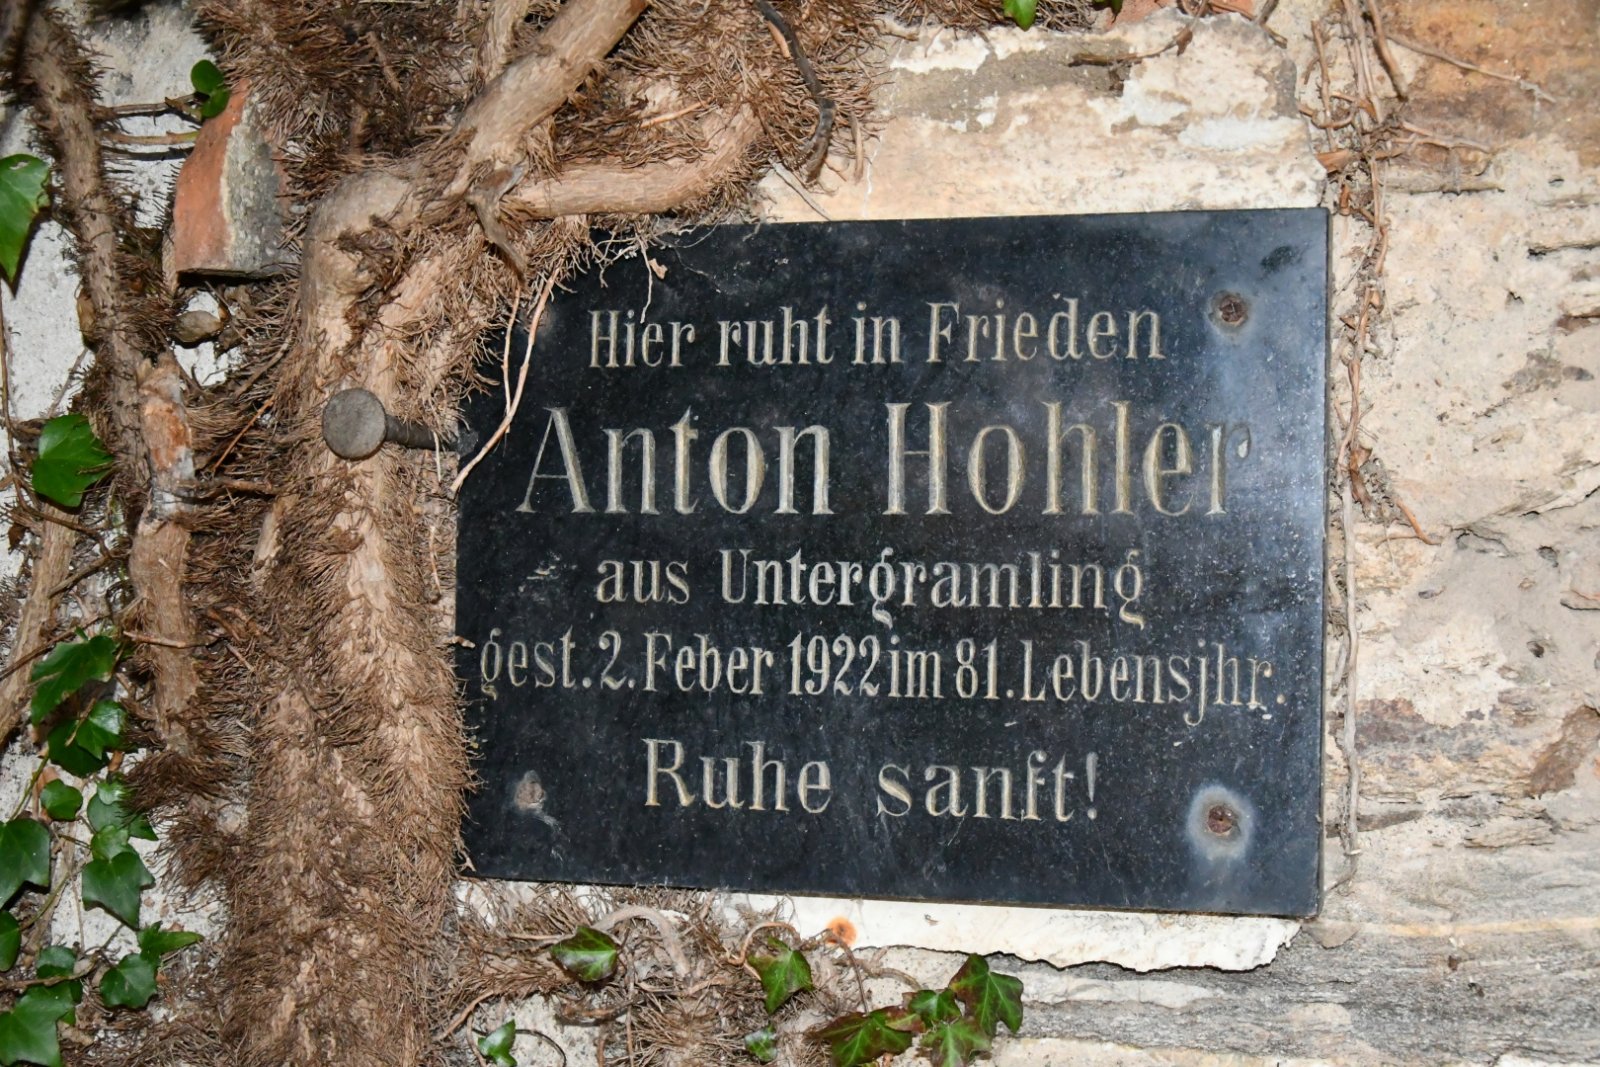 Hier ruht in Frieden
Anton Hohler
aus Untergramling
gest. 2. Feber 1922 im 81. Lebensjhr.
Ruhe sanft!